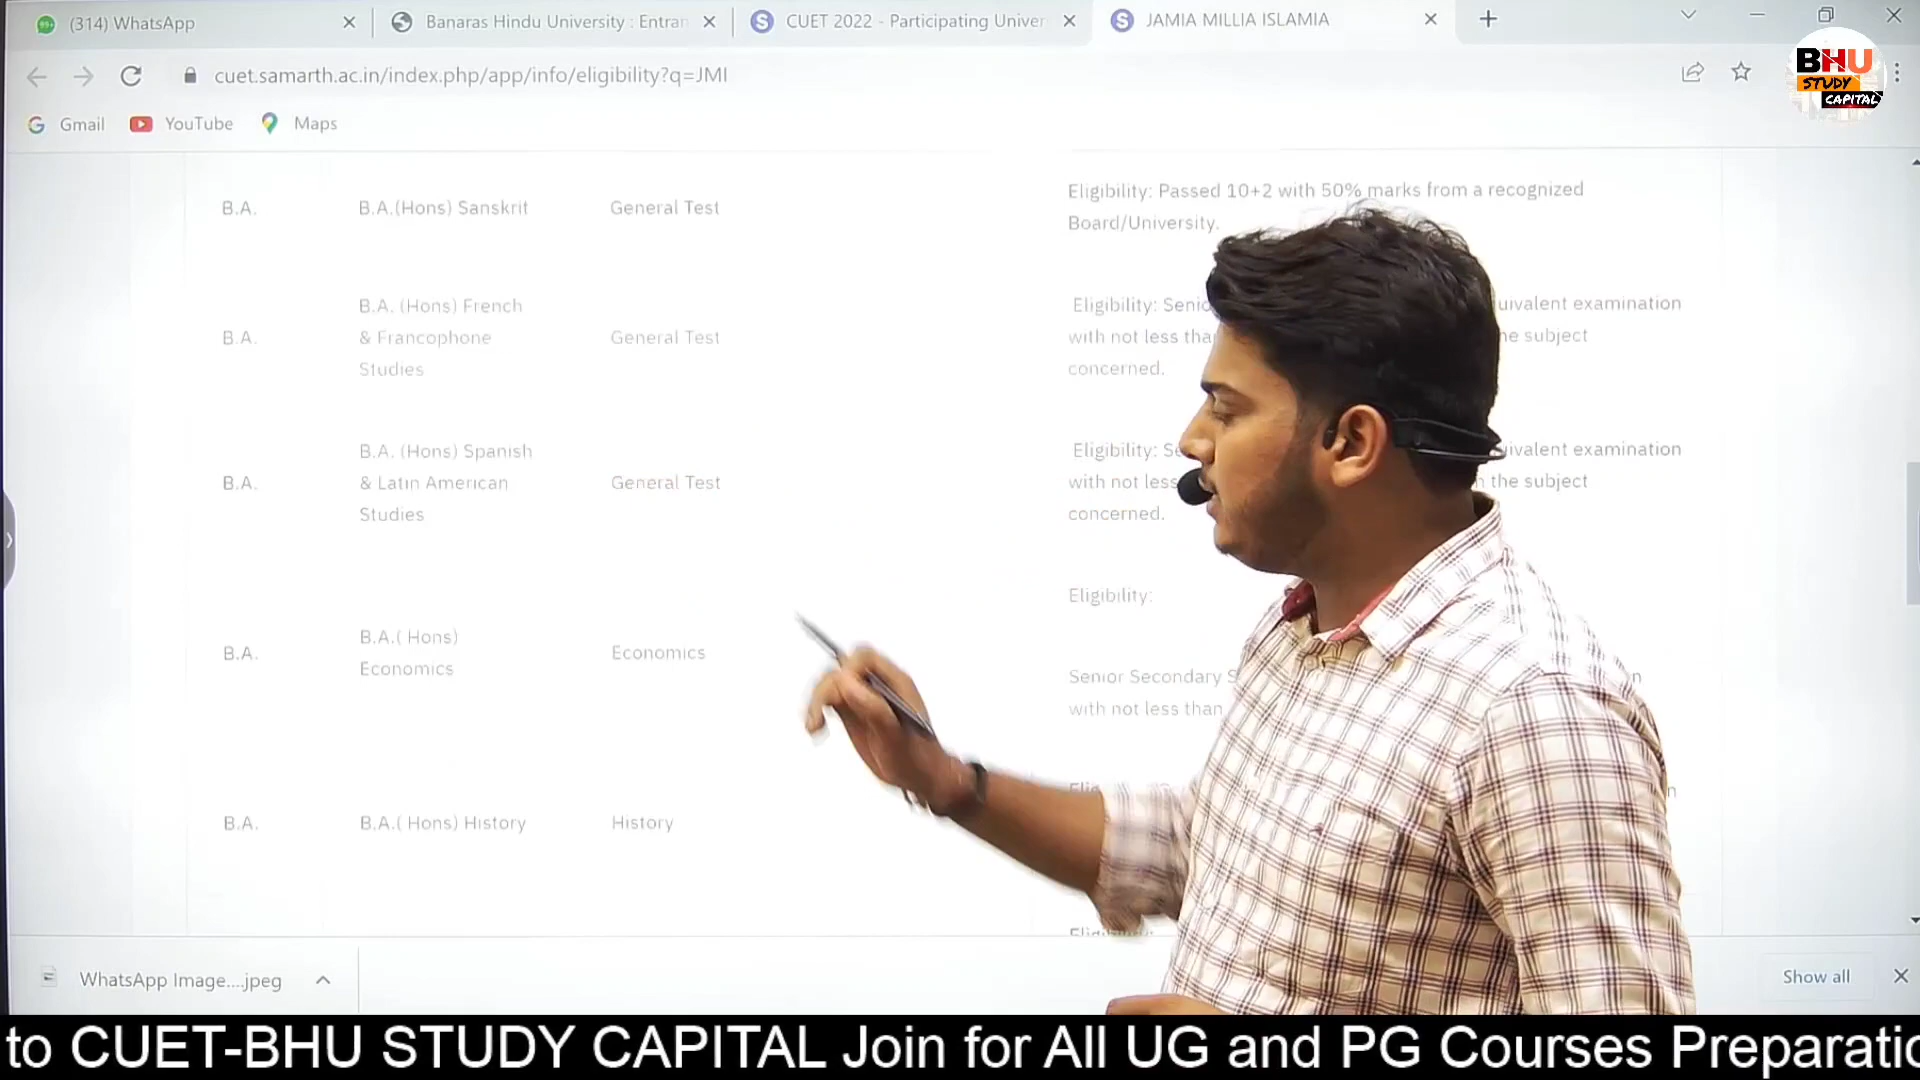 (314) WhatsApp
Banaras Hindu University : Entran
CUET 2022 - Participating Univer
JAMIA MILLIA ISLAMIA
cuet.samarth.ac.in/index.php/app/info/eligibility?q=JMI
BHU
STUDY
CAPITAL
Gmail
YouTube
Maps
B.A.
B.A.(Hons) Sanskrit
General Test
Eligibility: Passed 10+2 with 50% marks from a recognized
Board/University.
B.A.
B.A. (Hons) French
& Francophone
Studies
General Test
Eligibility: examination
with not less subject
concerned.
B.A.
B.A. (Hons) Spanish
& Latin American
Studies
General Test
Eligibility: examination
with not less the subject
concerned.
B.A.
B.A.( Hons)
Economics
Economics
Eligibility:
Senior Secondary
with not less than
B.A.
B.A.( Hons) History
History
WhatsApp Image....jpeg
Show all
to CUET-BHU STUDY CAPITAL Join for All UG and PG Courses Preparatio